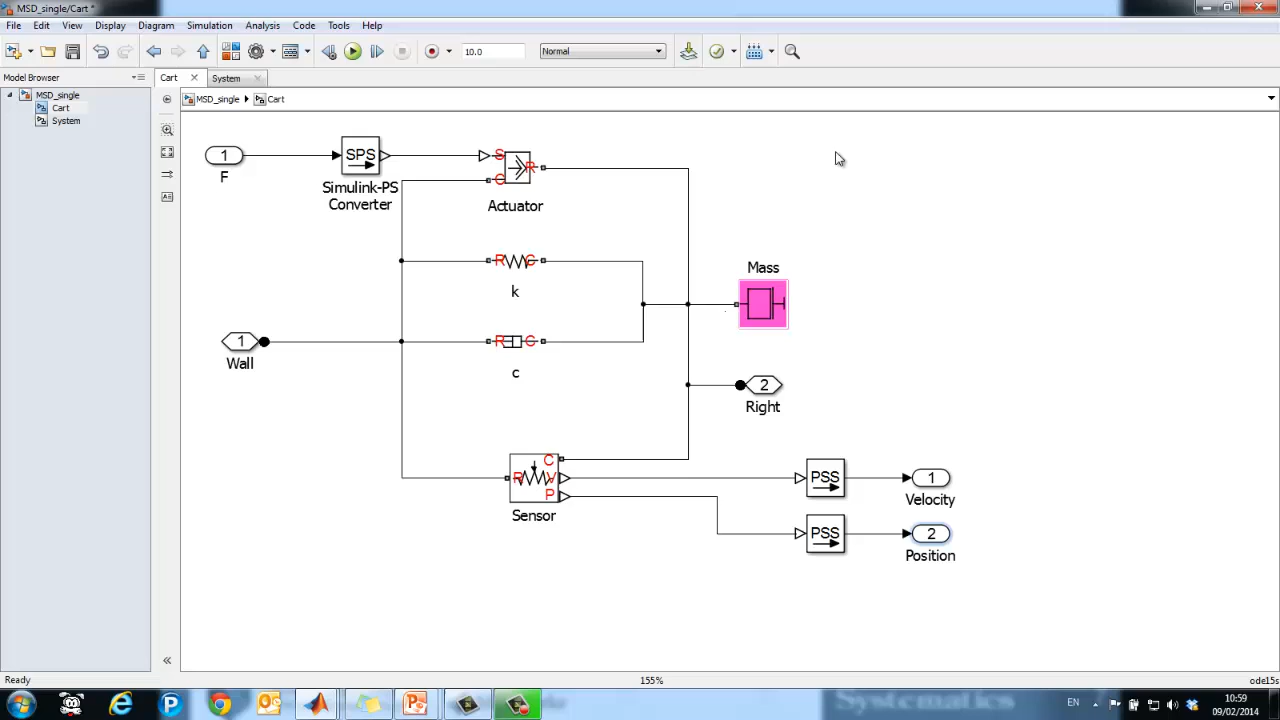 MSD_single/Cart *
File Edit View Display Diagram Simulation Analysis Code Tools Help
10.0 Normal
Model Browser
Cart System
MSD_single Cart
MSD_single
Cart
System
1
F
SPS
Simulink-PS
Converter
S
C
R
Actuator
R C
k
Mass
1
Wall
R C
c
2
Right
C
R V
P
Sensor
PSS
1
Velocity
PSS
2
Position
Ready 155% ode15s
Systematics
EN
10:59
09/02/2014